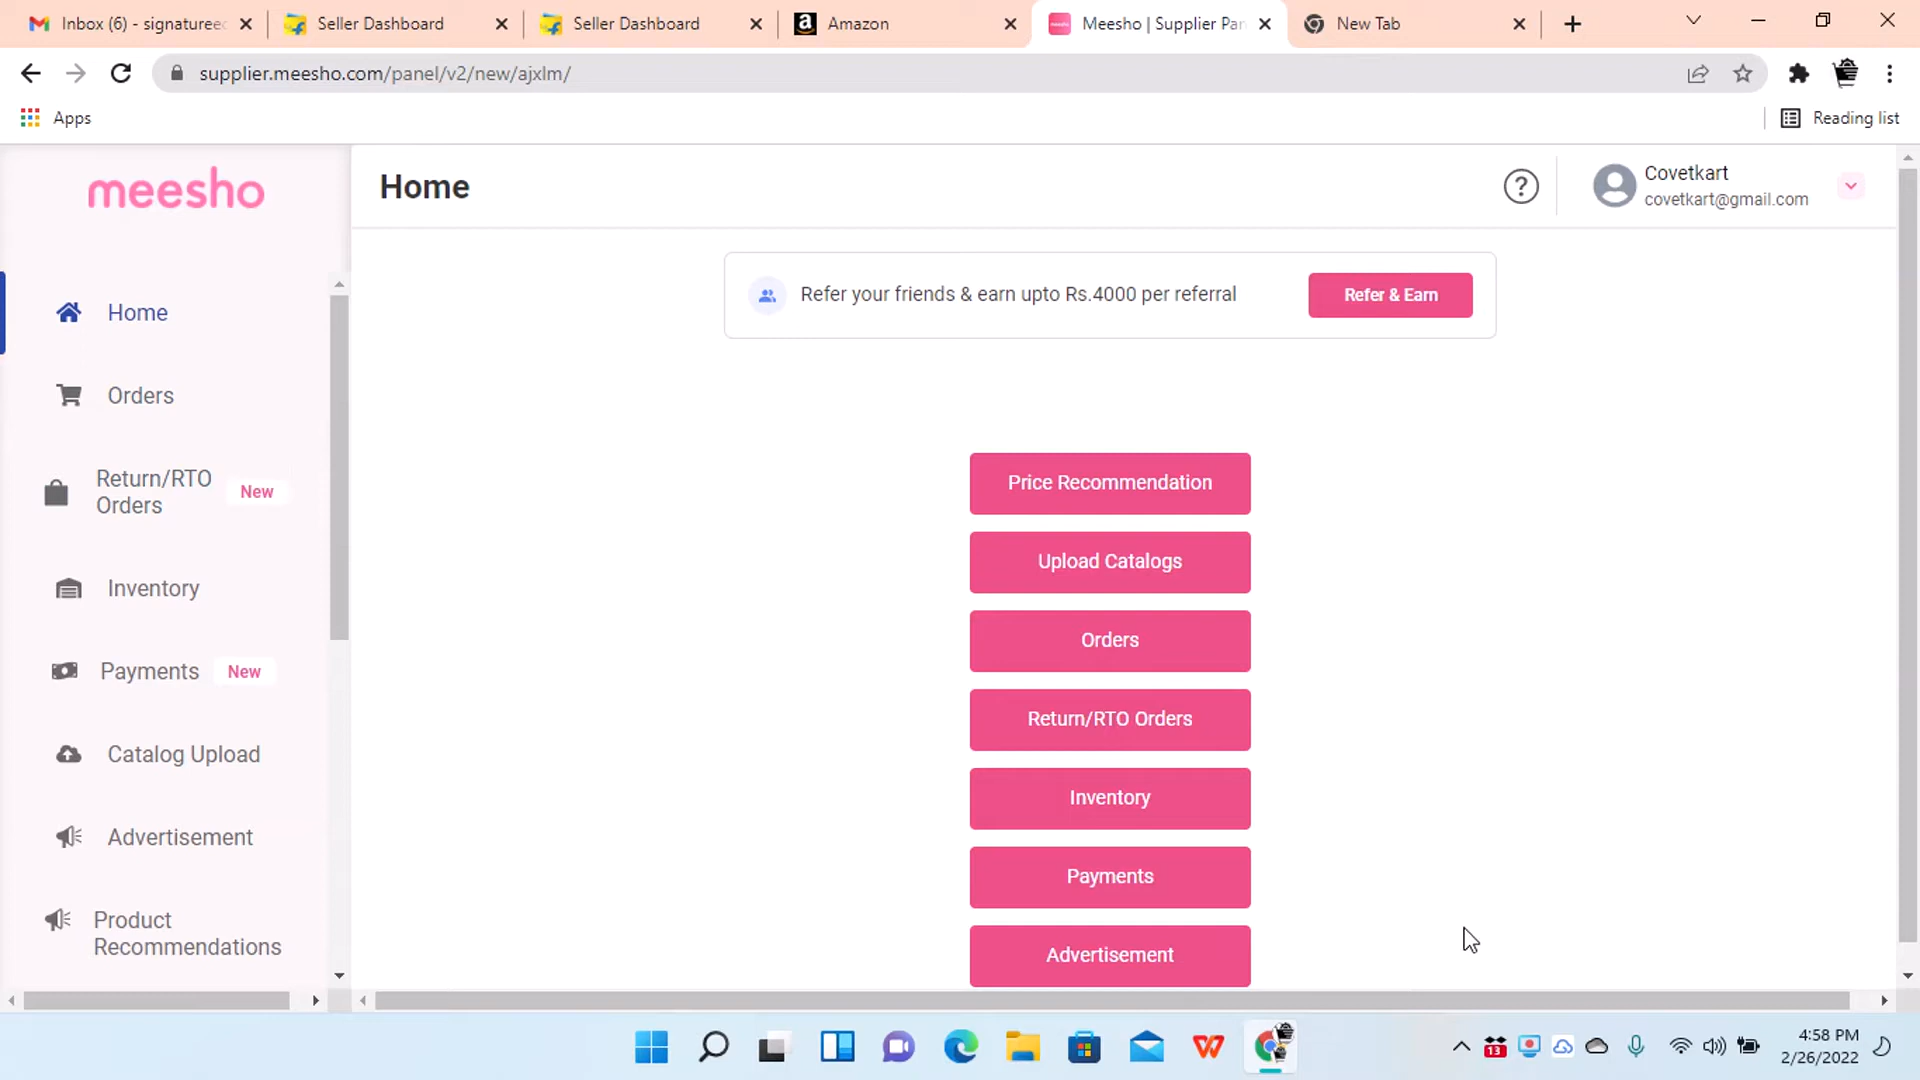 Inbox (6) - signatureec
Seller Dashboard
Seller Dashboard
Amazon
Meesho | Supplier Pan
New Tab
supplier.meesho.com/panel/v2/new/ajxlm/
Apps
Reading list
meesho
Home
Covetkart
covetkart@gmail.com
Refer your friends & earn upto Rs.4000 per referral
Refer & Earn
Home
Orders
Return/RTO
Orders
New
Inventory
Payments
New
Catalog Upload
Advertisement
Product
Recommendations
Price Recommendation
Upload Catalogs
Orders
Return/RTO Orders
Inventory
Payments
Advertisement
13
4:58 PM
2/26/2022